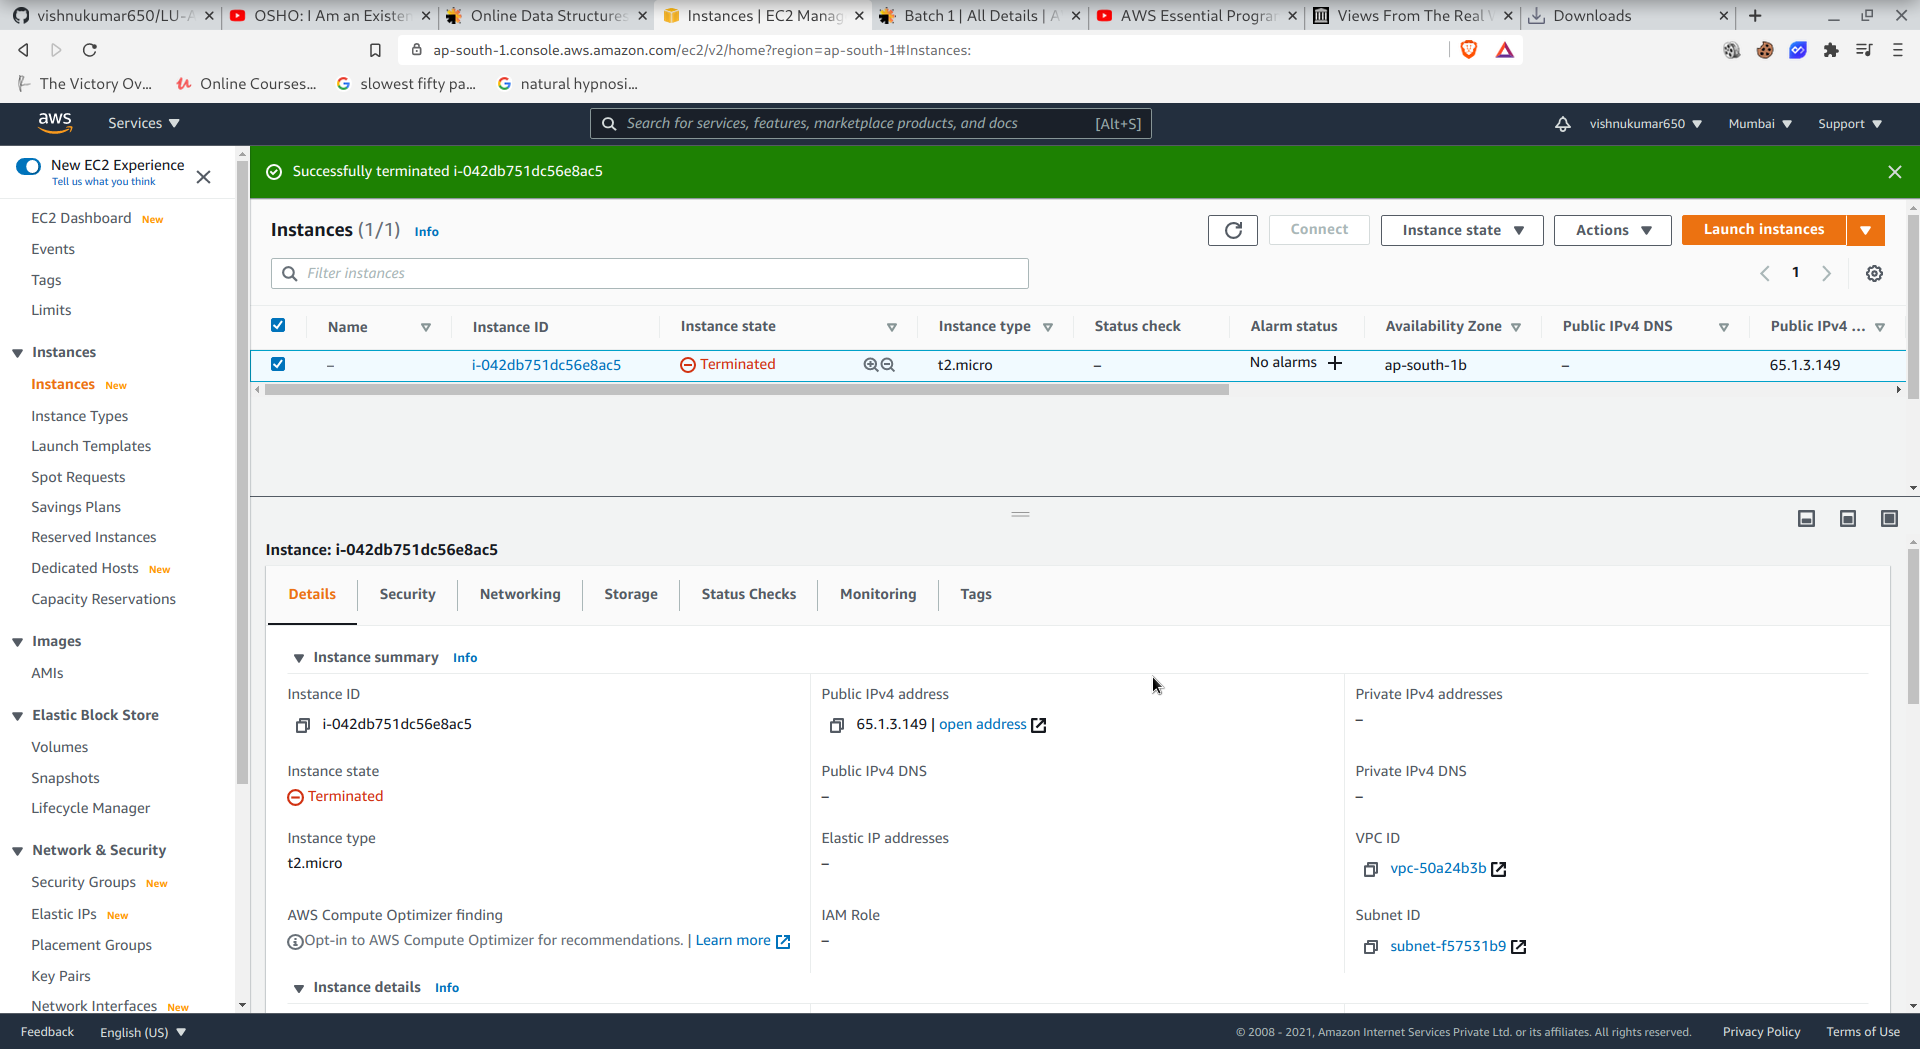 vishnukumar650/LU-A
OSHO: I Am an Existen
Online Data Structures
Instances | EC2 Manag
Batch 1 | All Details | A
AWS Essential Progra
Views From The Real W
Downloads
ap-south-1.console.aws.amazon.com/ec2/v2/home?region=ap-south-1#Instances:
The Victory Ov...
Online Courses...
slowest fifty pa...
natural hypnosi...
aws
Services
Search for services, features, marketplace products, and docs
[Alt+S]
vishnukumar650
Mumbai
Support
New EC2 Experience
Tell us what you think
EC2 Dashboard New
Events
Tags
Limits
Instances
Instances New
Instance Types
Launch Templates
Spot Requests
Savings Plans
Reserved Instances
Dedicated Hosts New
Capacity Reservations
Images
AMIs
Elastic Block Store
Volumes
Snapshots
Lifecycle Manager
Network & Security
Security Groups New
Elastic IPs New
Placement Groups
Key Pairs
Network Interfaces New
Successfully terminated i-042db751dc56e8ac5
Instances (1/1) Info
Connect
Instance state
Actions
Launch instances
Filter instances
1
Name Instance ID Instance state Instance type Status check Alarm status Availability Zone Public IPv4 DNS Public IPv4 ...
– i-042db751dc56e8ac5 Terminated t2.micro – No alarms + ap-south-1b – 65.1.3.149
Instance: i-042db751dc56e8ac5
Details Security Networking Storage Status Checks Monitoring Tags
Instance summary Info
Instance ID
i-042db751dc56e8ac5
Public IPv4 address
65.1.3.149 | open address
Private IPv4 addresses
–
Instance state
Terminated
Public IPv4 DNS
–
Private IPv4 DNS
–
Instance type
t2.micro
Elastic IP addresses
–
VPC ID
vpc-50a24b3b
AWS Compute Optimizer finding
Opt-in to AWS Compute Optimizer for recommendations. | Learn more
IAM Role
–
Subnet ID
subnet-f57531b9
Instance details Info
Feedback
English (US)
© 2008 - 2021, Amazon Internet Services Private Ltd. or its affiliates. All rights reserved.
Privacy Policy
Terms of Use